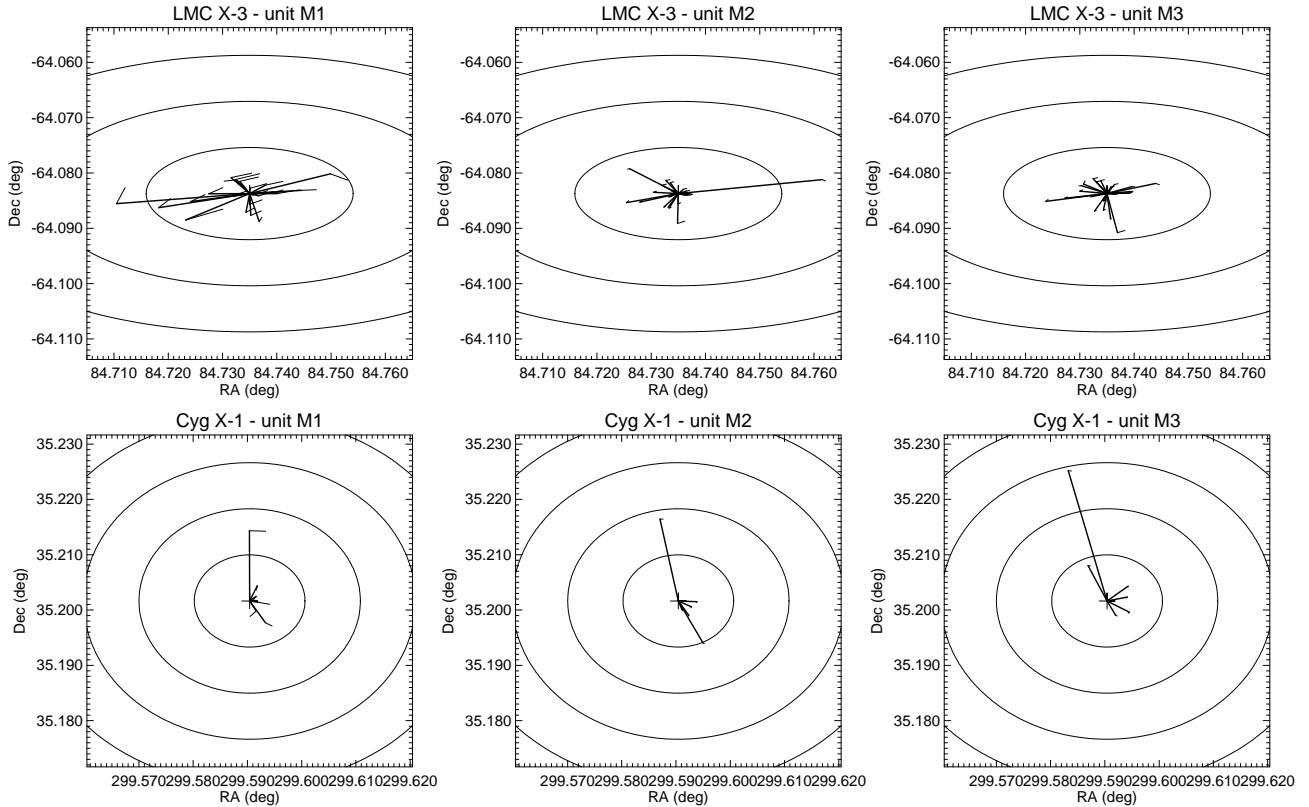 LMC X-3 - unit M1
LMC X-3 - unit M2
LMC X-3 - unit M3
-64.060
-64.070
-64.080
-64.090
-64.100
-64.110
Dec (deg)
84.710 84.720 84.730 84.740 84.750 84.760
RA (deg)
-64.060
-64.070
-64.080
-64.090
-64.100
-64.110
Dec (deg)
84.710 84.720 84.730 84.740 84.750 84.760
RA (deg)
-64.060
-64.070
-64.080
-64.090
-64.100
-64.110
Dec (deg)
84.710 84.720 84.730 84.740 84.750 84.760
RA (deg)
Cyg X-1 - unit M1
Cyg X-1 - unit M2
Cyg X-1 - unit M3
35.230
35.220
35.210
35.200
35.190
35.180
Dec (deg)
299.570299.580299.590299.600299.610299.620
RA (deg)
35.230
35.220
35.210
35.200
35.190
35.180
Dec (deg)
299.570299.580299.590299.600299.610299.620
RA (deg)
35.230
35.220
35.210
35.200
35.190
35.180
Dec (deg)
299.570299.580299.590299.600299.610299.620
RA (deg)